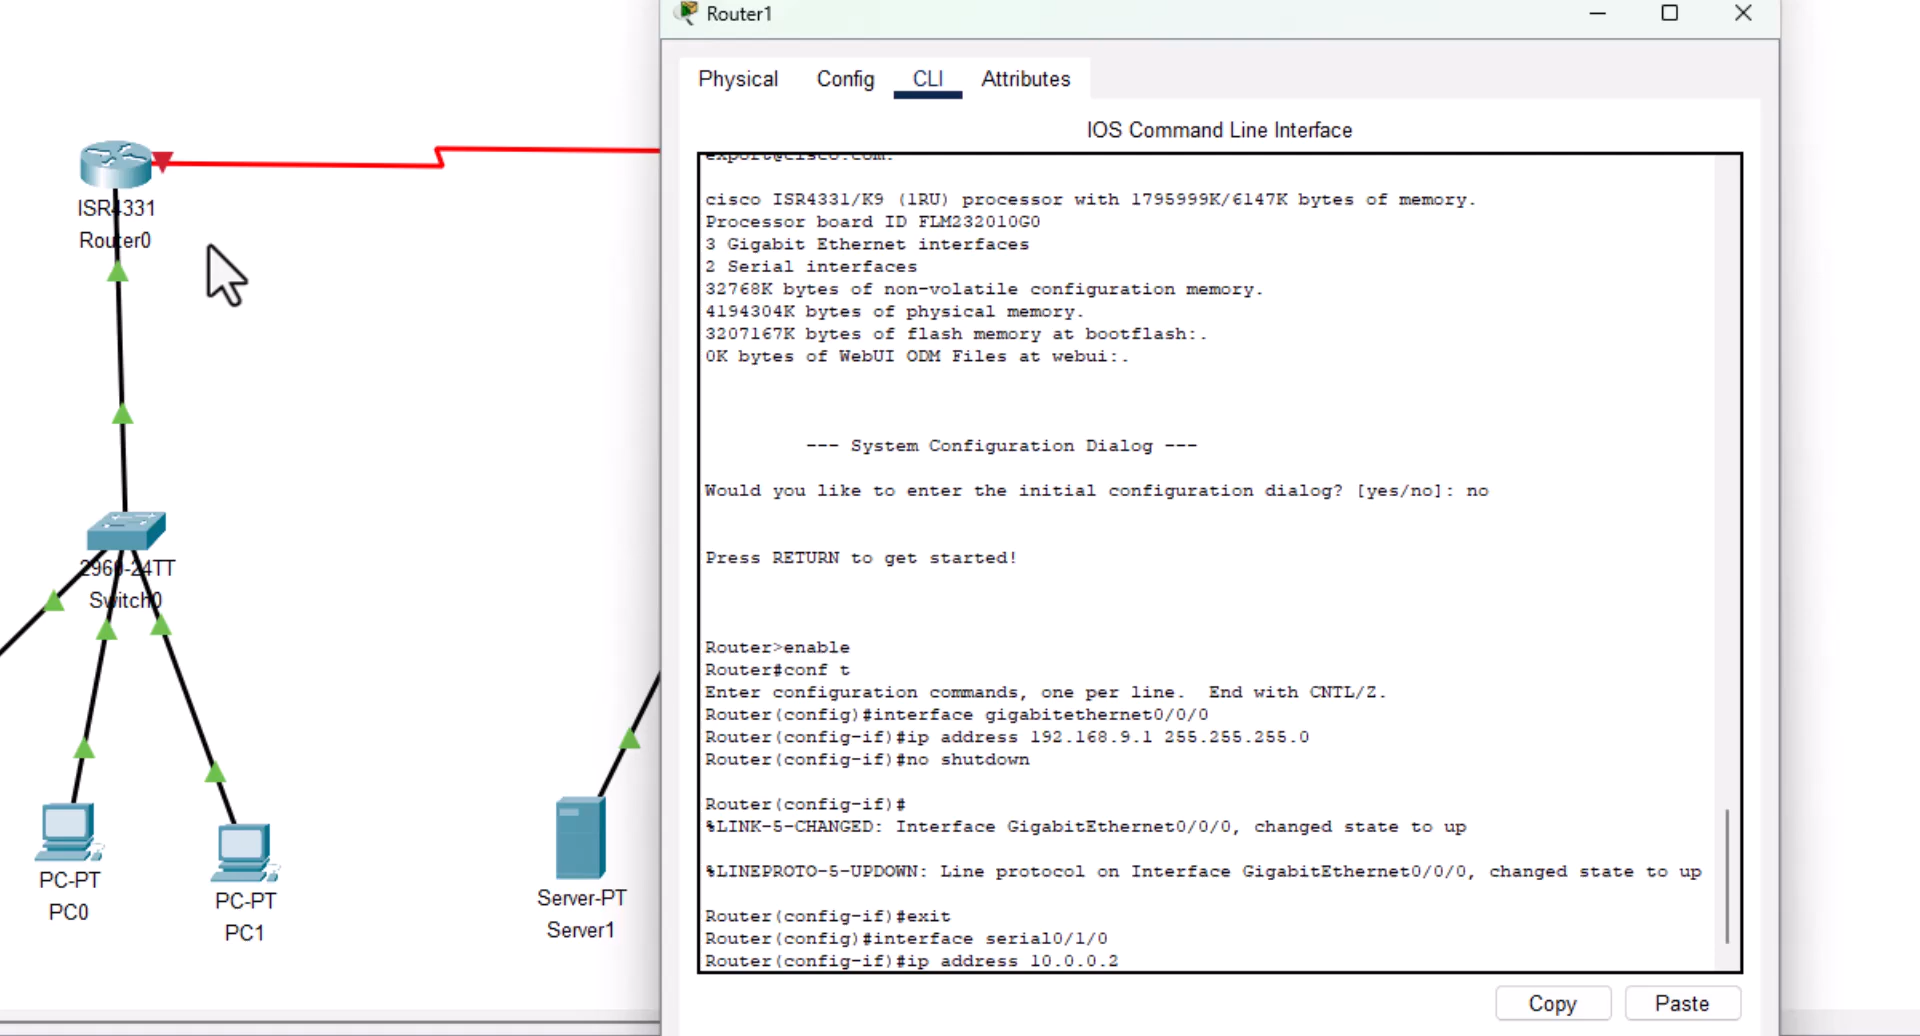 Router1
Physical Config CLI Attributes
IOS Command Line Interface
export@cisco.com.
cisco ISR4331/K9 (1RU) processor with 1795999K/6147K bytes of memory.
Processor board ID FLM232010G0
3 Gigabit Ethernet interfaces
2 Serial interfaces
32768K bytes of non-volatile configuration memory.
4194304K bytes of physical memory.
3207167K bytes of flash memory at bootflash:.
0K bytes of WebUI ODM Files at webui:.
--- System Configuration Dialog ---
Would you like to enter the initial configuration dialog? [yes/no]: no
Press RETURN to get started!
Router>enable
Router#conf t
Enter configuration commands, one per line.  End with CNTL/Z.
Router(config)#interface gigabitethernet0/0/0
Router(config-if)#ip address 192.168.9.1 255.255.255.0
Router(config-if)#no shutdown
Router(config-if)#
%LINK-5-CHANGED: Interface GigabitEthernet0/0/0, changed state to up
%LINEPROTO-5-UPDOWN: Line protocol on Interface GigabitEthernet0/0/0, changed state to up
Router(config-if)#exit
Router(config)#interface serial0/1/0
Router(config-if)#ip address 10.0.0.2
Copy Paste
ISR4331
Router0
2960-24TT
Switch0
PC-PT
PC0
PC-PT
PC1
Server-PT
Server1